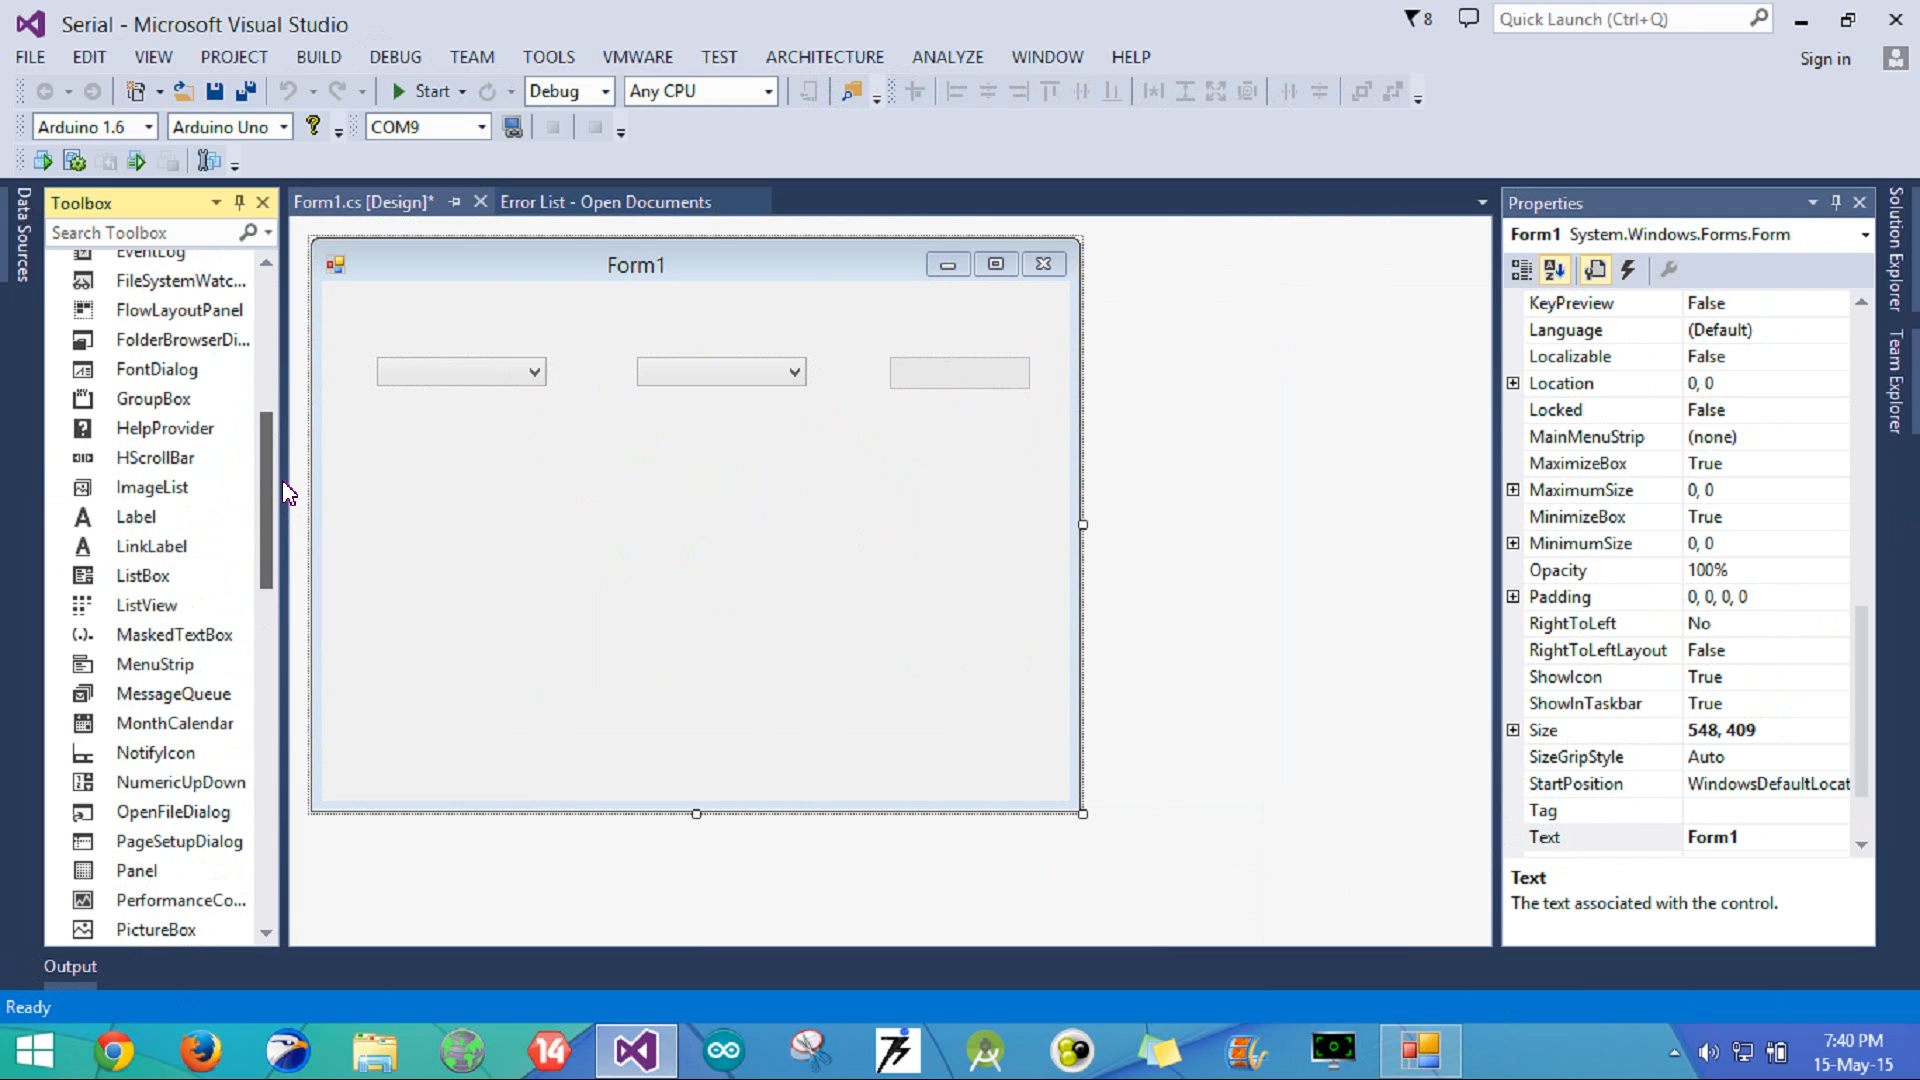 Serial - Microsoft Visual Studio
8
Quick Launch (Ctrl+Q)
FILE EDIT VIEW PROJECT BUILD DEBUG TEAM TOOLS VMWARE TEST ARCHITECTURE ANALYZE WINDOW HELP
Sign in
Start Debug Any CPU
Arduino 1.6 Arduino Uno COM9
Data Sources
Toolbox
Search Toolbox
EventLog
FileSystemWatc...
FlowLayoutPanel
FolderBrowserDi...
FontDialog
GroupBox
HelpProvider
HScrollBar
ImageList
Label
LinkLabel
ListBox
ListView
MaskedTextBox
MenuStrip
MessageQueue
MonthCalendar
NotifyIcon
NumericUpDown
OpenFileDialog
PageSetupDialog
Panel
PerformanceCo...
PictureBox
Form1.cs [Design]* Error List - Open Documents
Form1
Properties
Form1 System.Windows.Forms.Form
KeyPreview False
Language (Default)
Localizable False
Location 0, 0
Locked False
MainMenuStrip (none)
MaximizeBox True
MaximumSize 0, 0
MinimizeBox True
MinimumSize 0, 0
Opacity 100%
Padding 0, 0, 0, 0
RightToLeft No
RightToLeftLayout False
ShowIcon True
ShowInTaskbar True
Size 548, 409
SizeGripStyle Auto
StartPosition WindowsDefaultLocat
Tag
Text Form1
Text
The text associated with the control.
Solution Explorer
Team Explorer
Output
Ready
14
7:40 PM
15-May-15